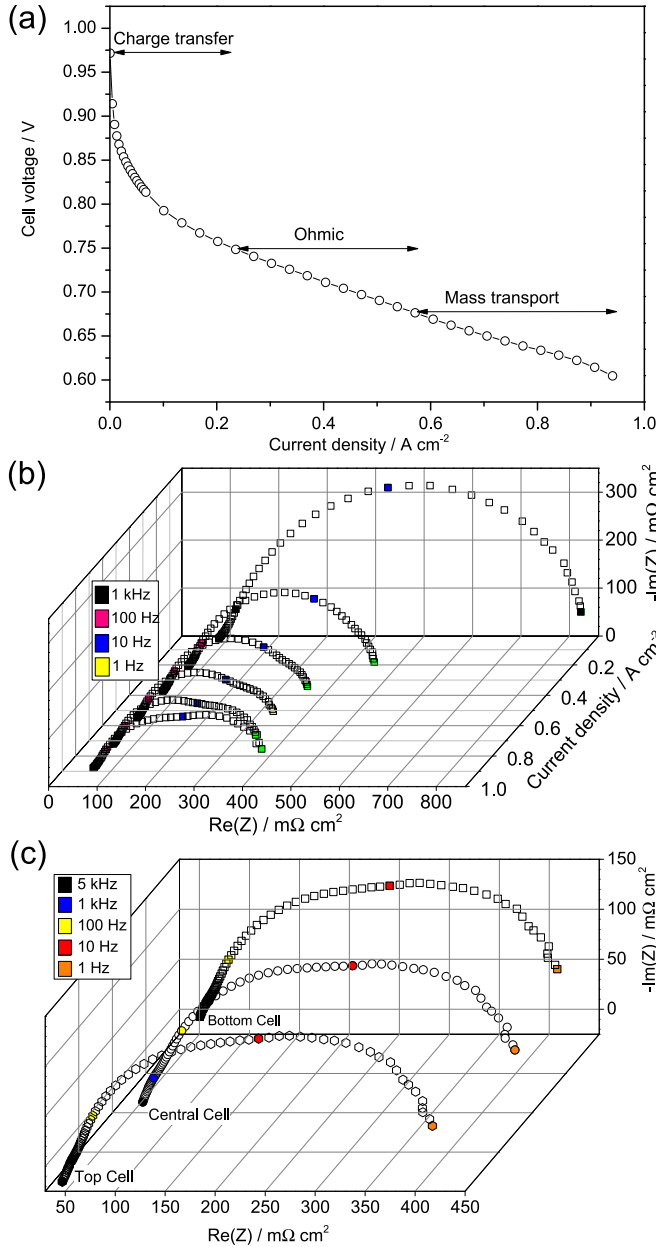 (a)
Charge transfer
Ohmic
Mass transport
1.00
0.95
0.90
0.85
0.80
0.75
0.70
0.65
0.60
Cell voltage / V
0.0 0.2 0.4 0.6 0.8 1.0
Current density / A cm-2
(b)
1 kHz
100 Hz
10 Hz
1 Hz
300
200
100
0
-Im(Z) / mΩ cm2
0.2
0.4
0.6
0.8
1.0
Current density / A cm-2
0 100 200 300 400 500 600 700 800
Re(Z) / mΩ cm2
(c)
5 kHz
1 kHz
100 Hz
10 Hz
1 Hz
150
100
50
0
-Im(Z) / mΩ cm2
Bottom Cell
Central Cell
Top Cell
50 100 150 200 250 300 350 400 450
Re(Z) / mΩ cm2